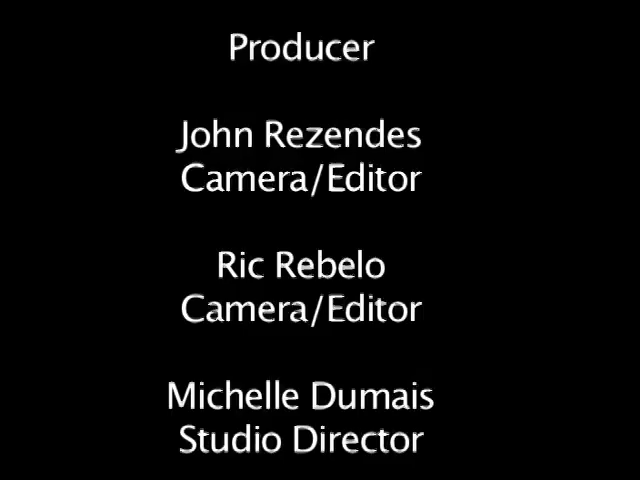 Producer
John Rezendes
Camera/Editor
Ric Rebelo
Camera/Editor
Michelle Dumais
Studio Director